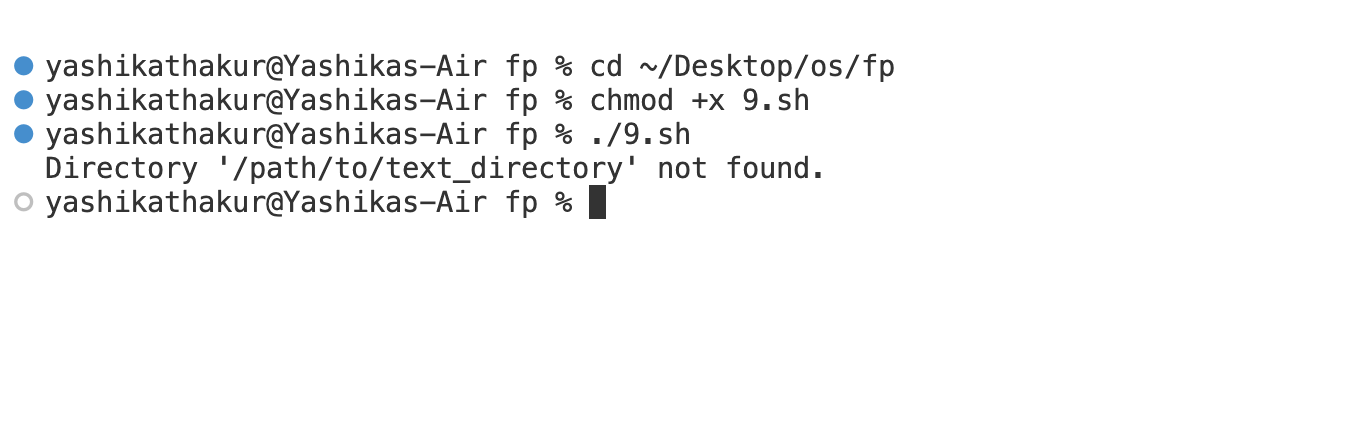 yashikathakur@Yashikas-Air fp % cd ~/Desktop/os/fp
yashikathakur@Yashikas-Air fp % chmod +x 9.sh
yashikathakur@Yashikas-Air fp % ./9.sh
Directory '/path/to/text_directory' not found.
yashikathakur@Yashikas-Air fp %